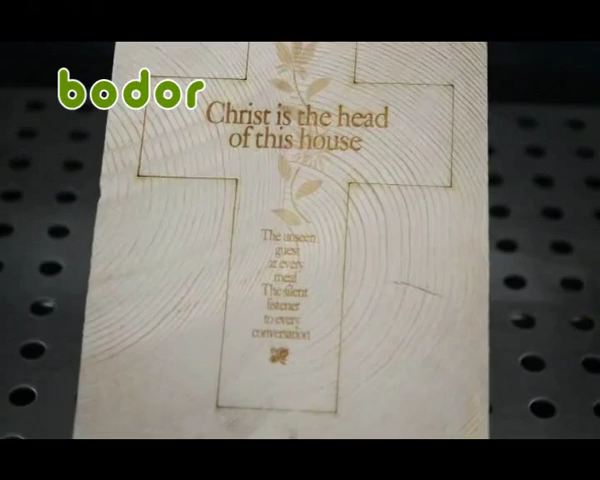 bodor
Christ is the head
of this house
The unseen
guest
at every
meal
The silent
listener
to every
conversation